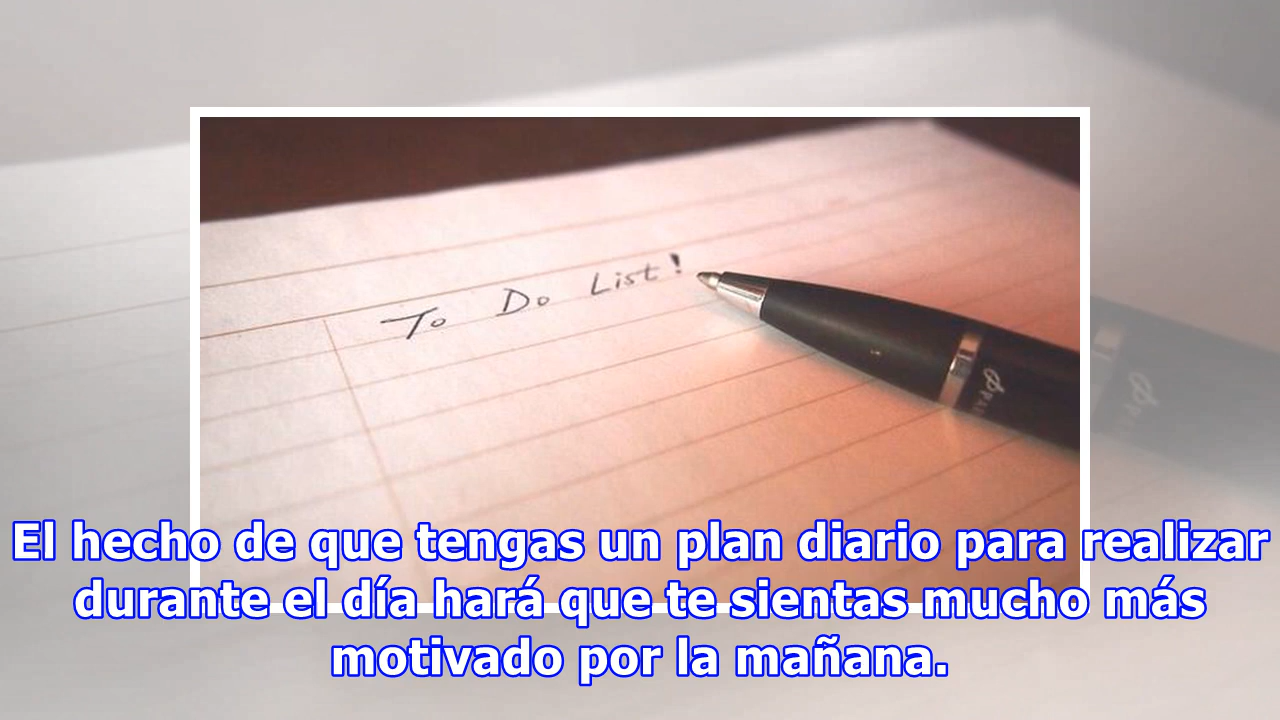 To Do List!
El hecho de que tengas un plan diario para realizar
durante el día hará que te sientas mucho más
motivado por la mañana.